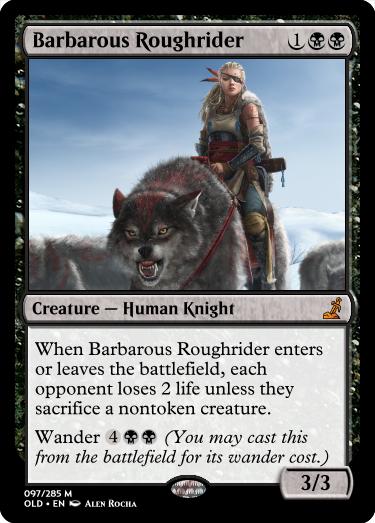 Barbarous Roughrider 1
Creature — Human Knight
When Barbarous Roughrider enters
or leaves the battlefield, each
opponent loses 2 life unless they
sacrifice a nontoken creature.
Wander 4 (You may cast this
from the battlefield for its wander cost.)
3/3
097/285 M
OLD • EN Alen Rocha